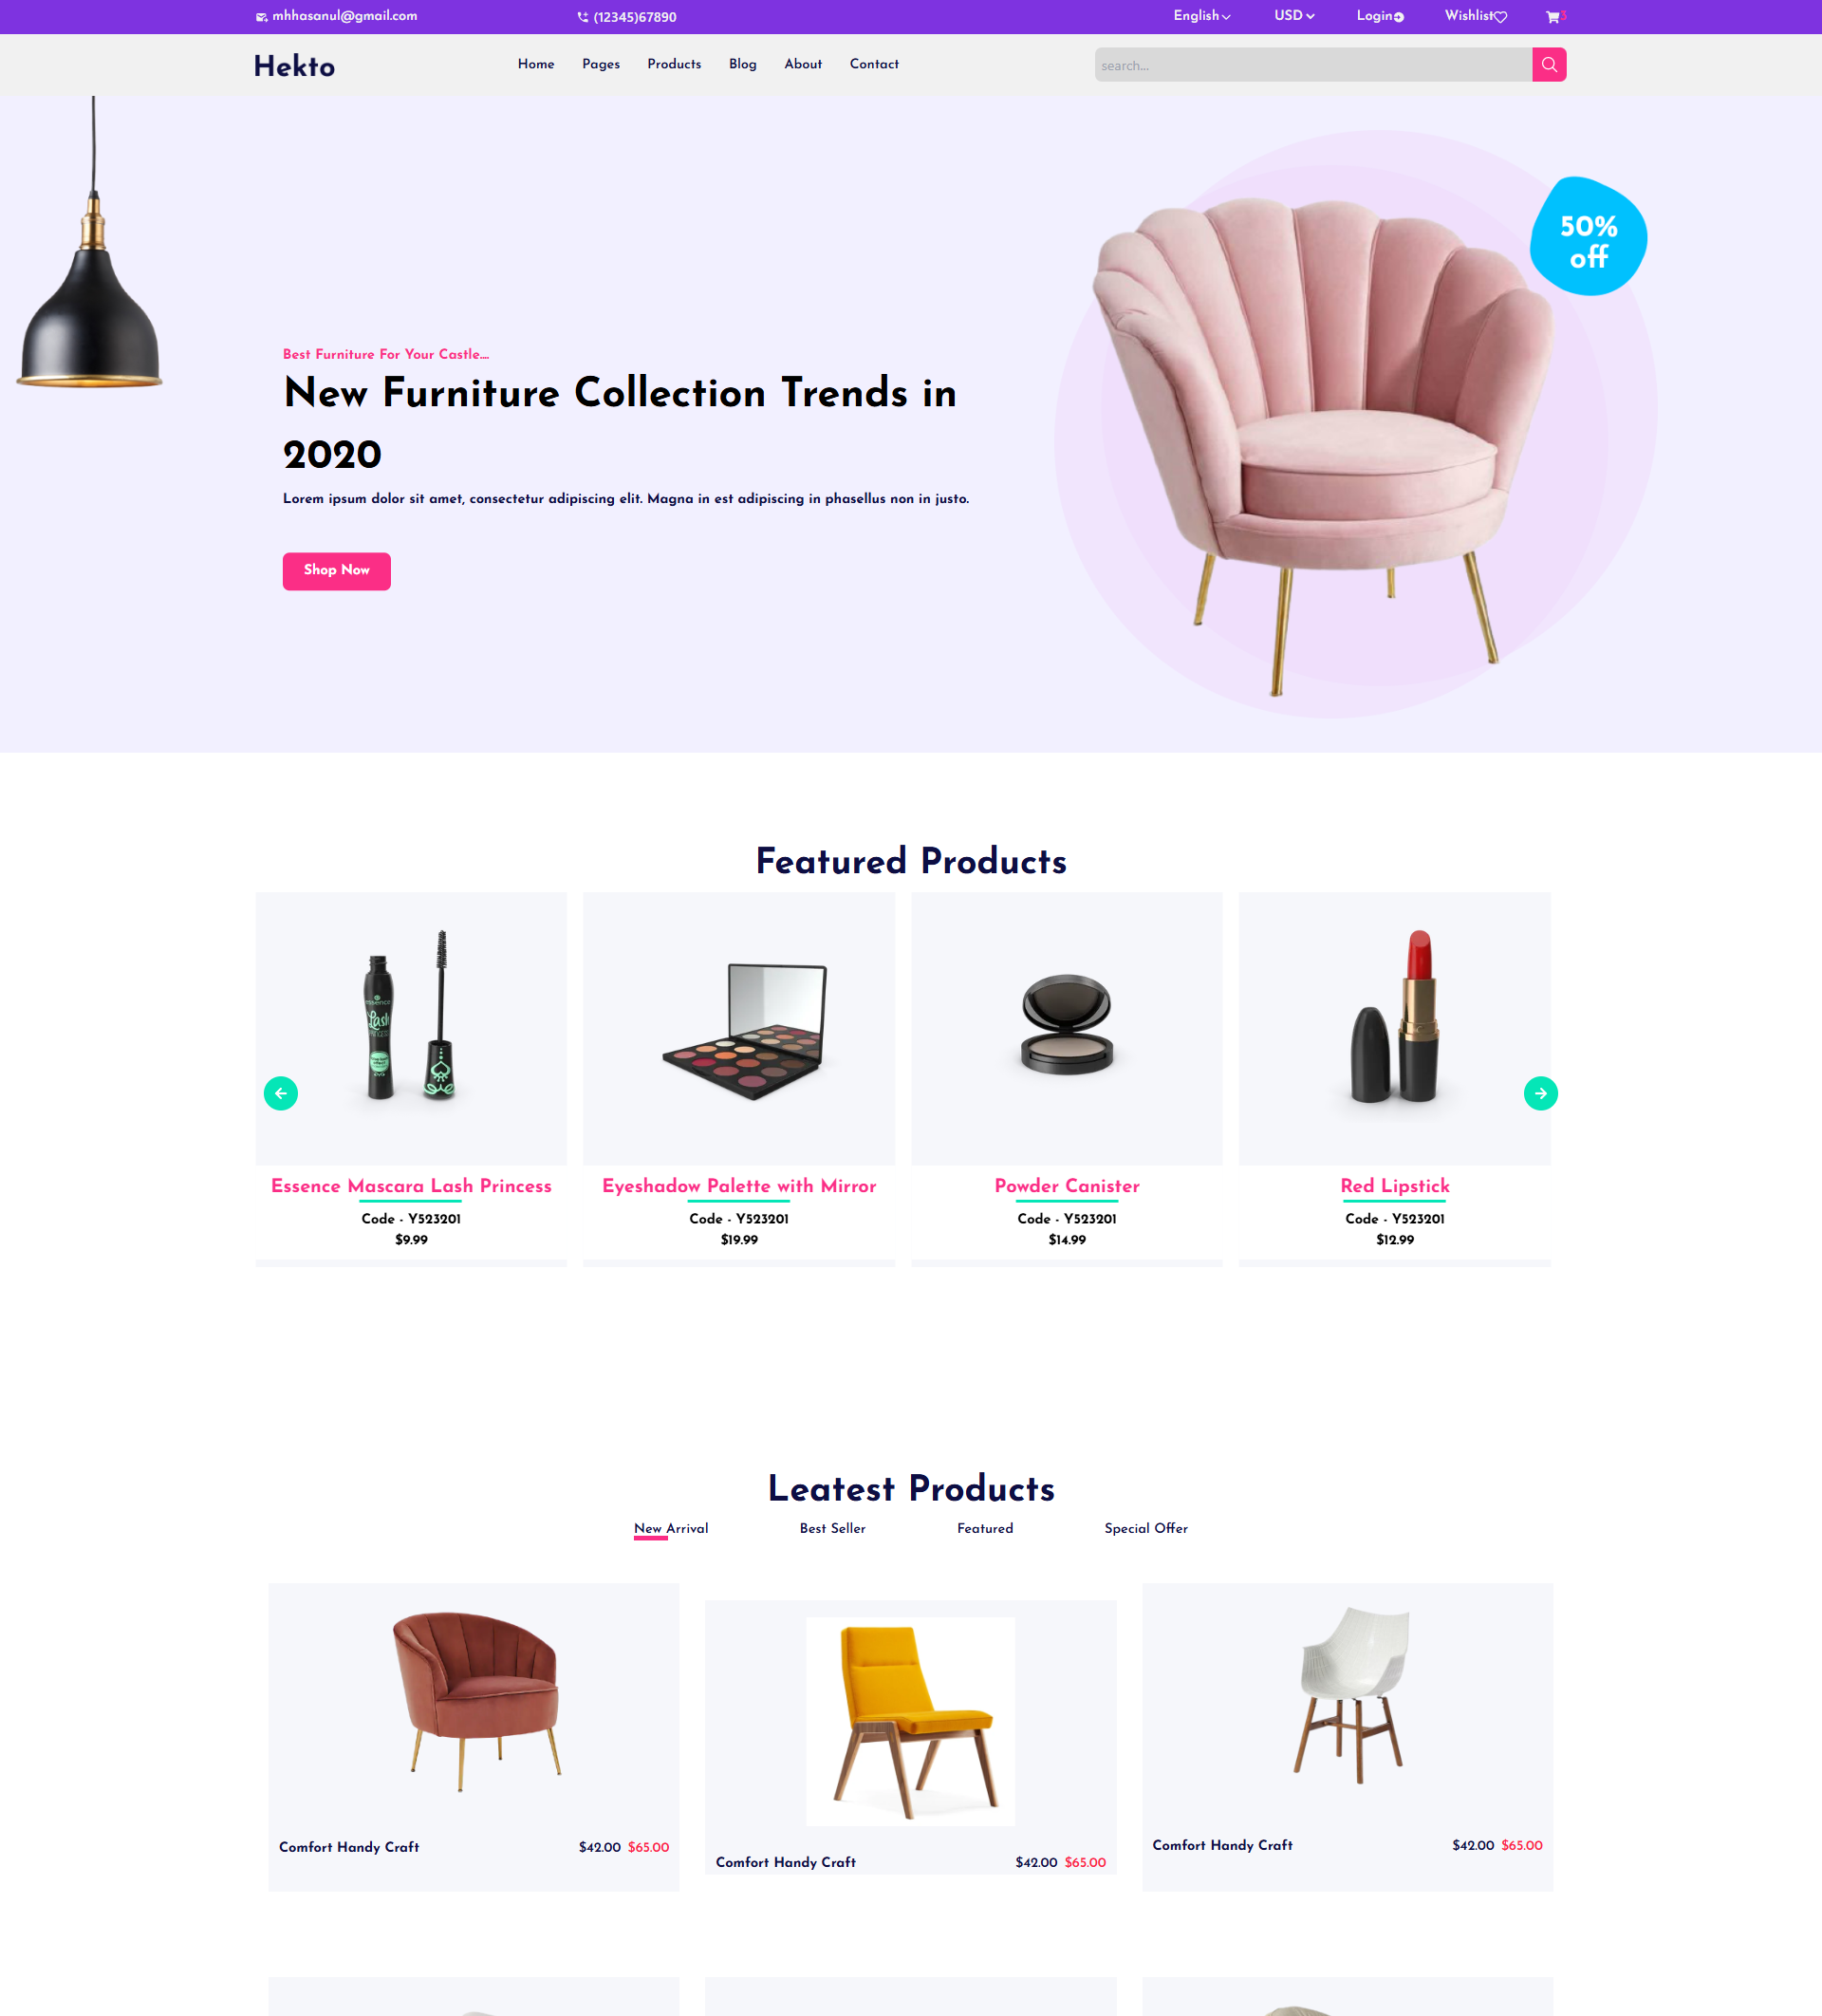 mhhasanul@gmail.com (12345)67890 English USD Login Wishlist 3
Hekto Home Pages Products Blog About Contact search...
50%
off
Best Furniture For Your Castle....
New Furniture Collection Trends in
2020
Lorem ipsum dolor sit amet, consectetur adipiscing elit. Magna in est adipiscing in phasellus non in justo.
Shop Now
Featured Products
essence
Lash
Essence Mascara Lash Princess
Code - Y523201
$9.99
Eyeshadow Palette with Mirror
Code - Y523201
$19.99
Powder Canister
Code - Y523201
$14.99
Red Lipstick
Code - Y523201
$12.99
Leatest Products
New Arrival Best Seller Featured Special Offer
Comfort Handy Craft $42.00 $65.00
Comfort Handy Craft $42.00 $65.00
Comfort Handy Craft $42.00 $65.00